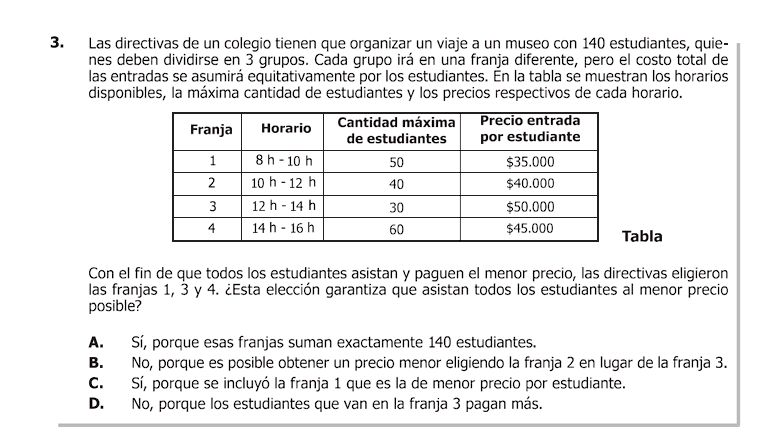 3. Las directivas de un colegio tienen que organizar un viaje a un museo con 140 estudiantes, quie-
nes deben dividirse en 3 grupos. Cada grupo irá en una franja diferente, pero el costo total de
las entradas se asumirá equitativamente por los estudiantes. En la tabla se muestran los horarios
disponibles, la máxima cantidad de estudiantes y los precios respectivos de cada horario.
Franja Horario Cantidad máxima de estudiantes Precio entrada por estudiante
1 8 h - 10 h 50 $35.000
2 10 h - 12 h 40 $40.000
3 12 h - 14 h 30 $50.000
4 14 h - 16 h 60 $45.000
Tabla
Con el fin de que todos los estudiantes asistan y paguen el menor precio, las directivas eligieron
las franjas 1, 3 y 4. ¿Esta elección garantiza que asistan todos los estudiantes al menor precio
posible?
A. Sí, porque esas franjas suman exactamente 140 estudiantes.
B. No, porque es posible obtener un precio menor eligiendo la franja 2 en lugar de la franja 3.
C. Sí, porque se incluyó la franja 1 que es la de menor precio por estudiante.
D. No, porque los estudiantes que van en la franja 3 pagan más.